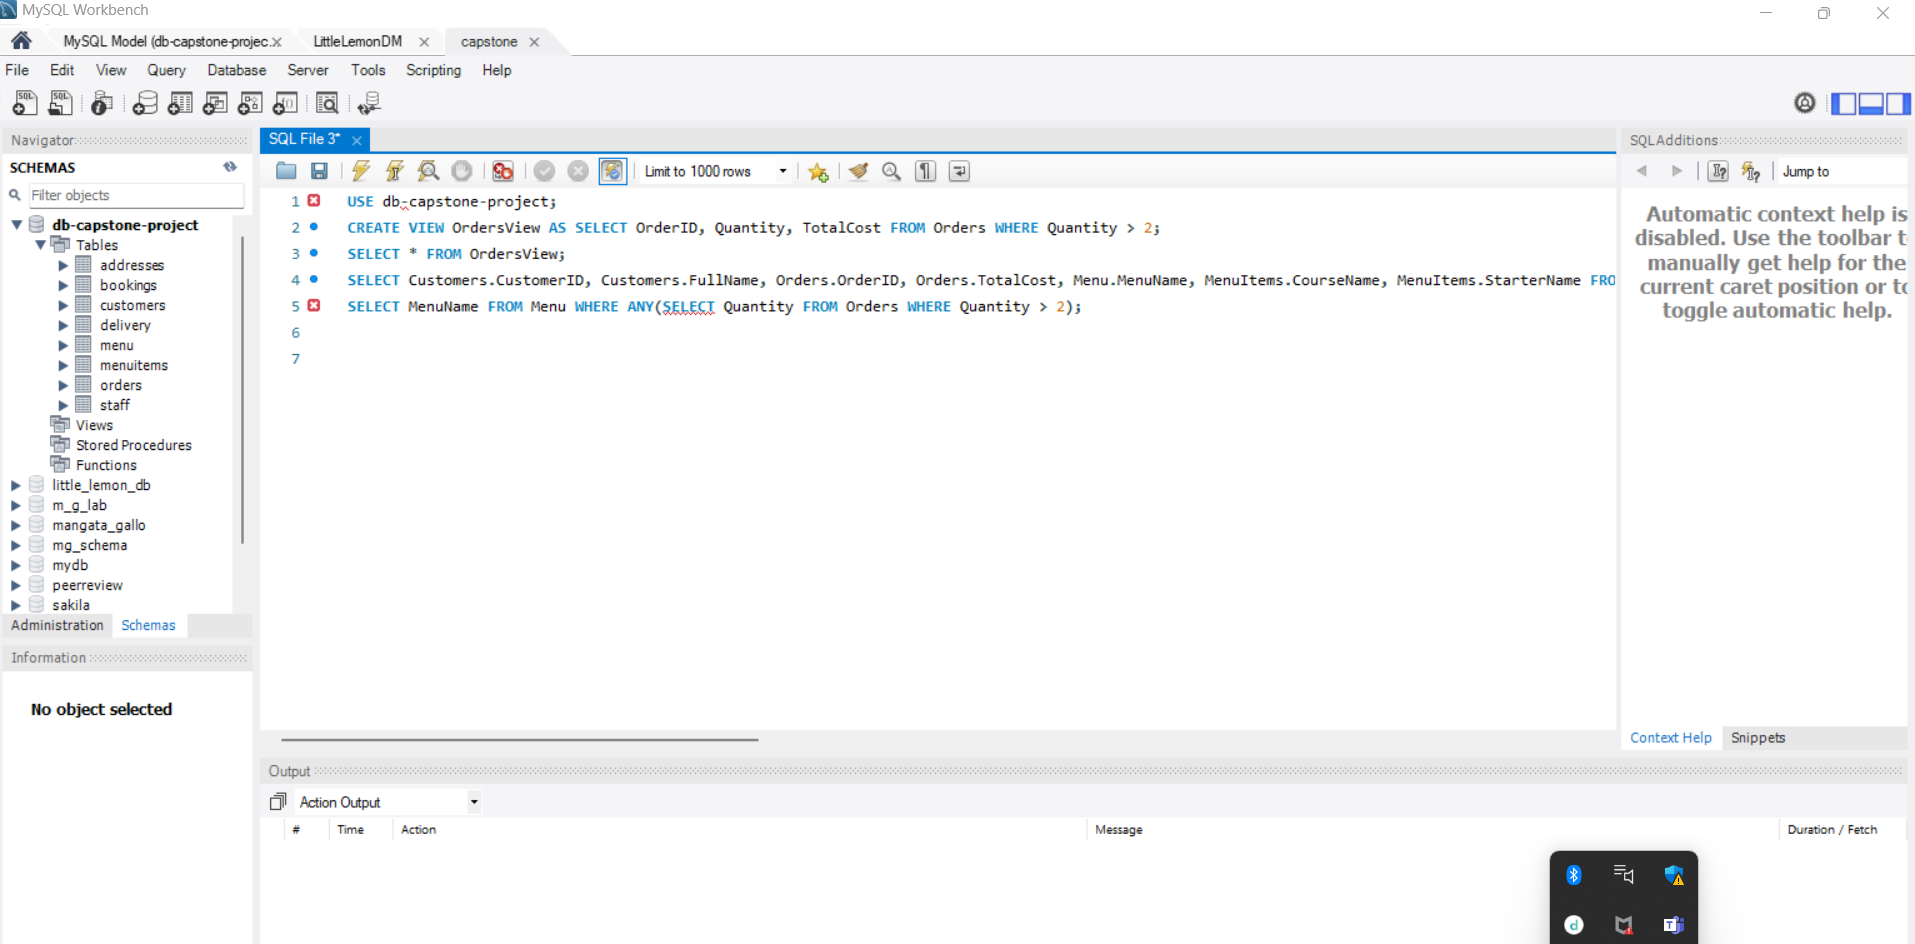 MySQL Workbench
MySQL Model (db-capstone-projec.x
LittleLemonDM
capstone
File Edit View Query Database Server Tools Scripting Help
Navigator
SCHEMAS
Filter objects
db-capstone-project
Tables
addresses
bookings
customers
delivery
menu
menuitems
orders
staff
Views
Stored Procedures
Functions
little_lemon_db
m_g_lab
mangata_gallo
mg_schema
mydb
peerreview
sakila
Administration Schemas
Information
No object selected
SQL File 3*
Limit to 1000 rows
1 USE db-capstone-project;
2 CREATE VIEW OrdersView AS SELECT OrderID, Quantity, TotalCost FROM Orders WHERE Quantity > 2;
3 SELECT * FROM OrdersView;
4 SELECT Customers.CustomerID, Customers.FullName, Orders.OrderID, Orders.TotalCost, Menu.MenuName, MenuItems.CourseName, MenuItems.StarterName FRO
5 SELECT MenuName FROM Menu WHERE ANY(SELECT Quantity FROM Orders WHERE Quantity > 2);
6
7
SQLAdditions
Jump to
Automatic context help is
disabled. Use the toolbar t
manually get help for the
current caret position or to
toggle automatic help.
Context Help Snippets
Output
Action Output
# Time Action Message Duration / Fetch